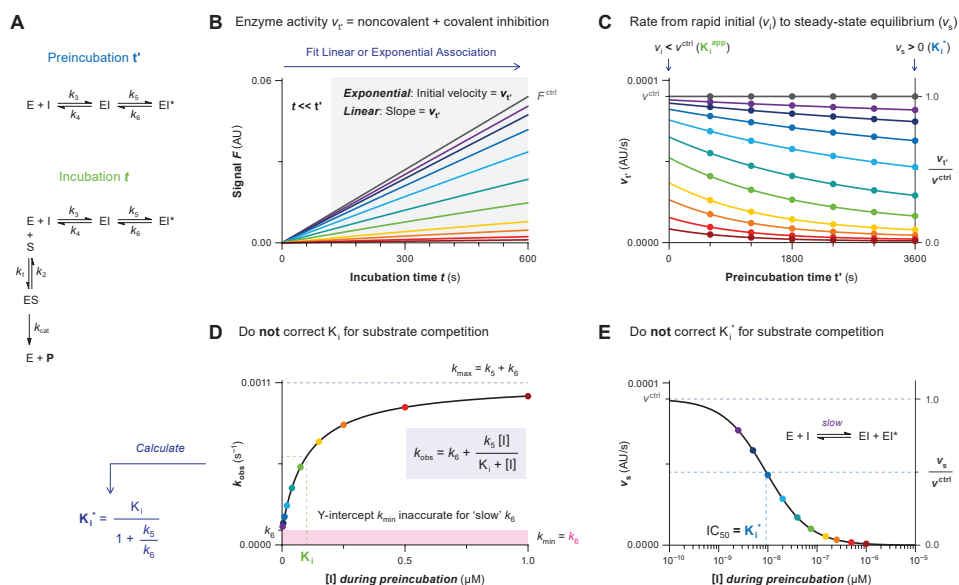 A
Preincubation t'
E + I k3 k4 EI k5 k6 EI*
Incubation t
E + I k3 k4 EI k5 k6 EI*
+
S
k1 k2
ES
kcat
E + P
Calculate
Ki* = Ki / (1 + k5/k6)
B Enzyme activity vt' = noncovalent + covalent inhibition
Fit Linear or Exponential Association
0.06
t << t'
Exponential: Initial velocity = vt'
Linear: Slope = vt'
Fctrl
Signal F (AU)
0.00
0 300 600
Incubation time t (s)
C Rate from rapid initial (vi) to steady-state equilibrium (vs)
vi < vctrl (Kiapp)
vs > 0 (Ki*)
0.0001
vctrl
1.0
vt' (AU/s)
vt' / vctrl
0.0000
0.0
0 1800 3600
Preincubation time t' (s)
D Do not correct Ki for substrate competition
0.0011
kmax = k5 + k6
kobs (s−1)
kobs = k6 + k5 [I] / (Ki + [I])
Y-intercept kmin inaccurate for 'slow' k6
k6
kmin = k6
0.0000
0 Ki 0.5 1.0
[I] during preincubation (μM)
E Do not correct Ki* for substrate competition
0.0001
vctrl
1.0
slow
E + I EI + EI*
vs (AU/s)
vs / vctrl
IC50 = Ki*
0.0000
0.0
10−10 10−9 10−8 10−7 10−6 10−5
[I] during preincubation (M)